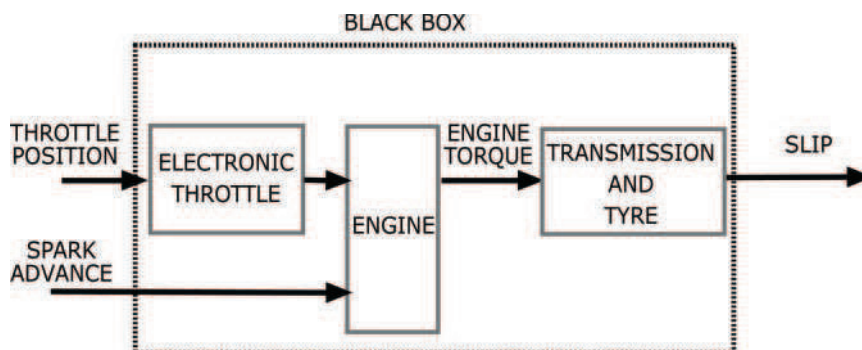 BLACK BOX
THROTTLE
POSITION
ELECTRONIC
THROTTLE
ENGINE
ENGINE
TORQUE
TRANSMISSION
AND
TYRE
SLIP
SPARK
ADVANCE